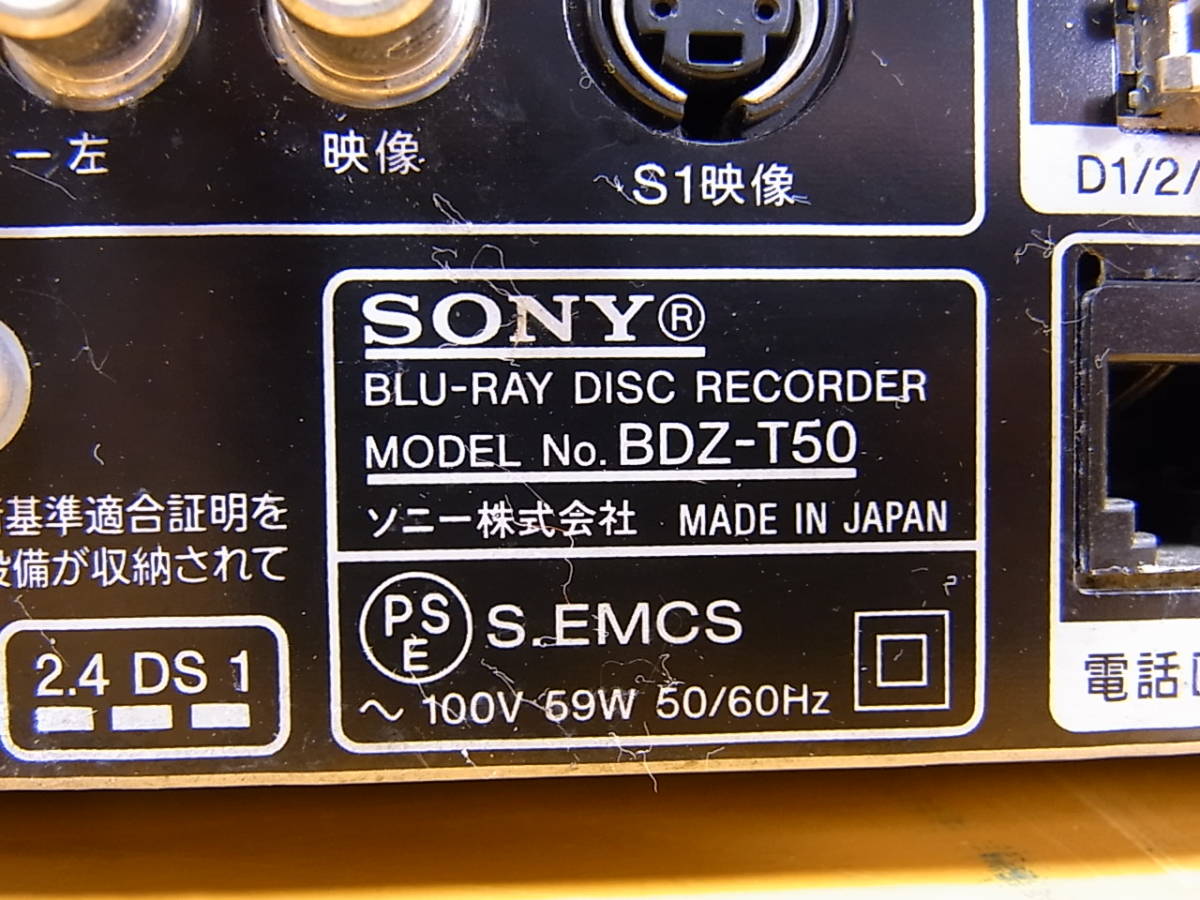 ー左
映像
S1映像
D1/2/
SONY®
BLU-RAY DISC RECORDER
MODEL No. BDZ-T50
ソニー株式会社 MADE IN JAPAN
基準適合証明を
設備が収納されて
PSE S.EMCS
2.4 DS 1
～ 100V 59W 50/60Hz
電話